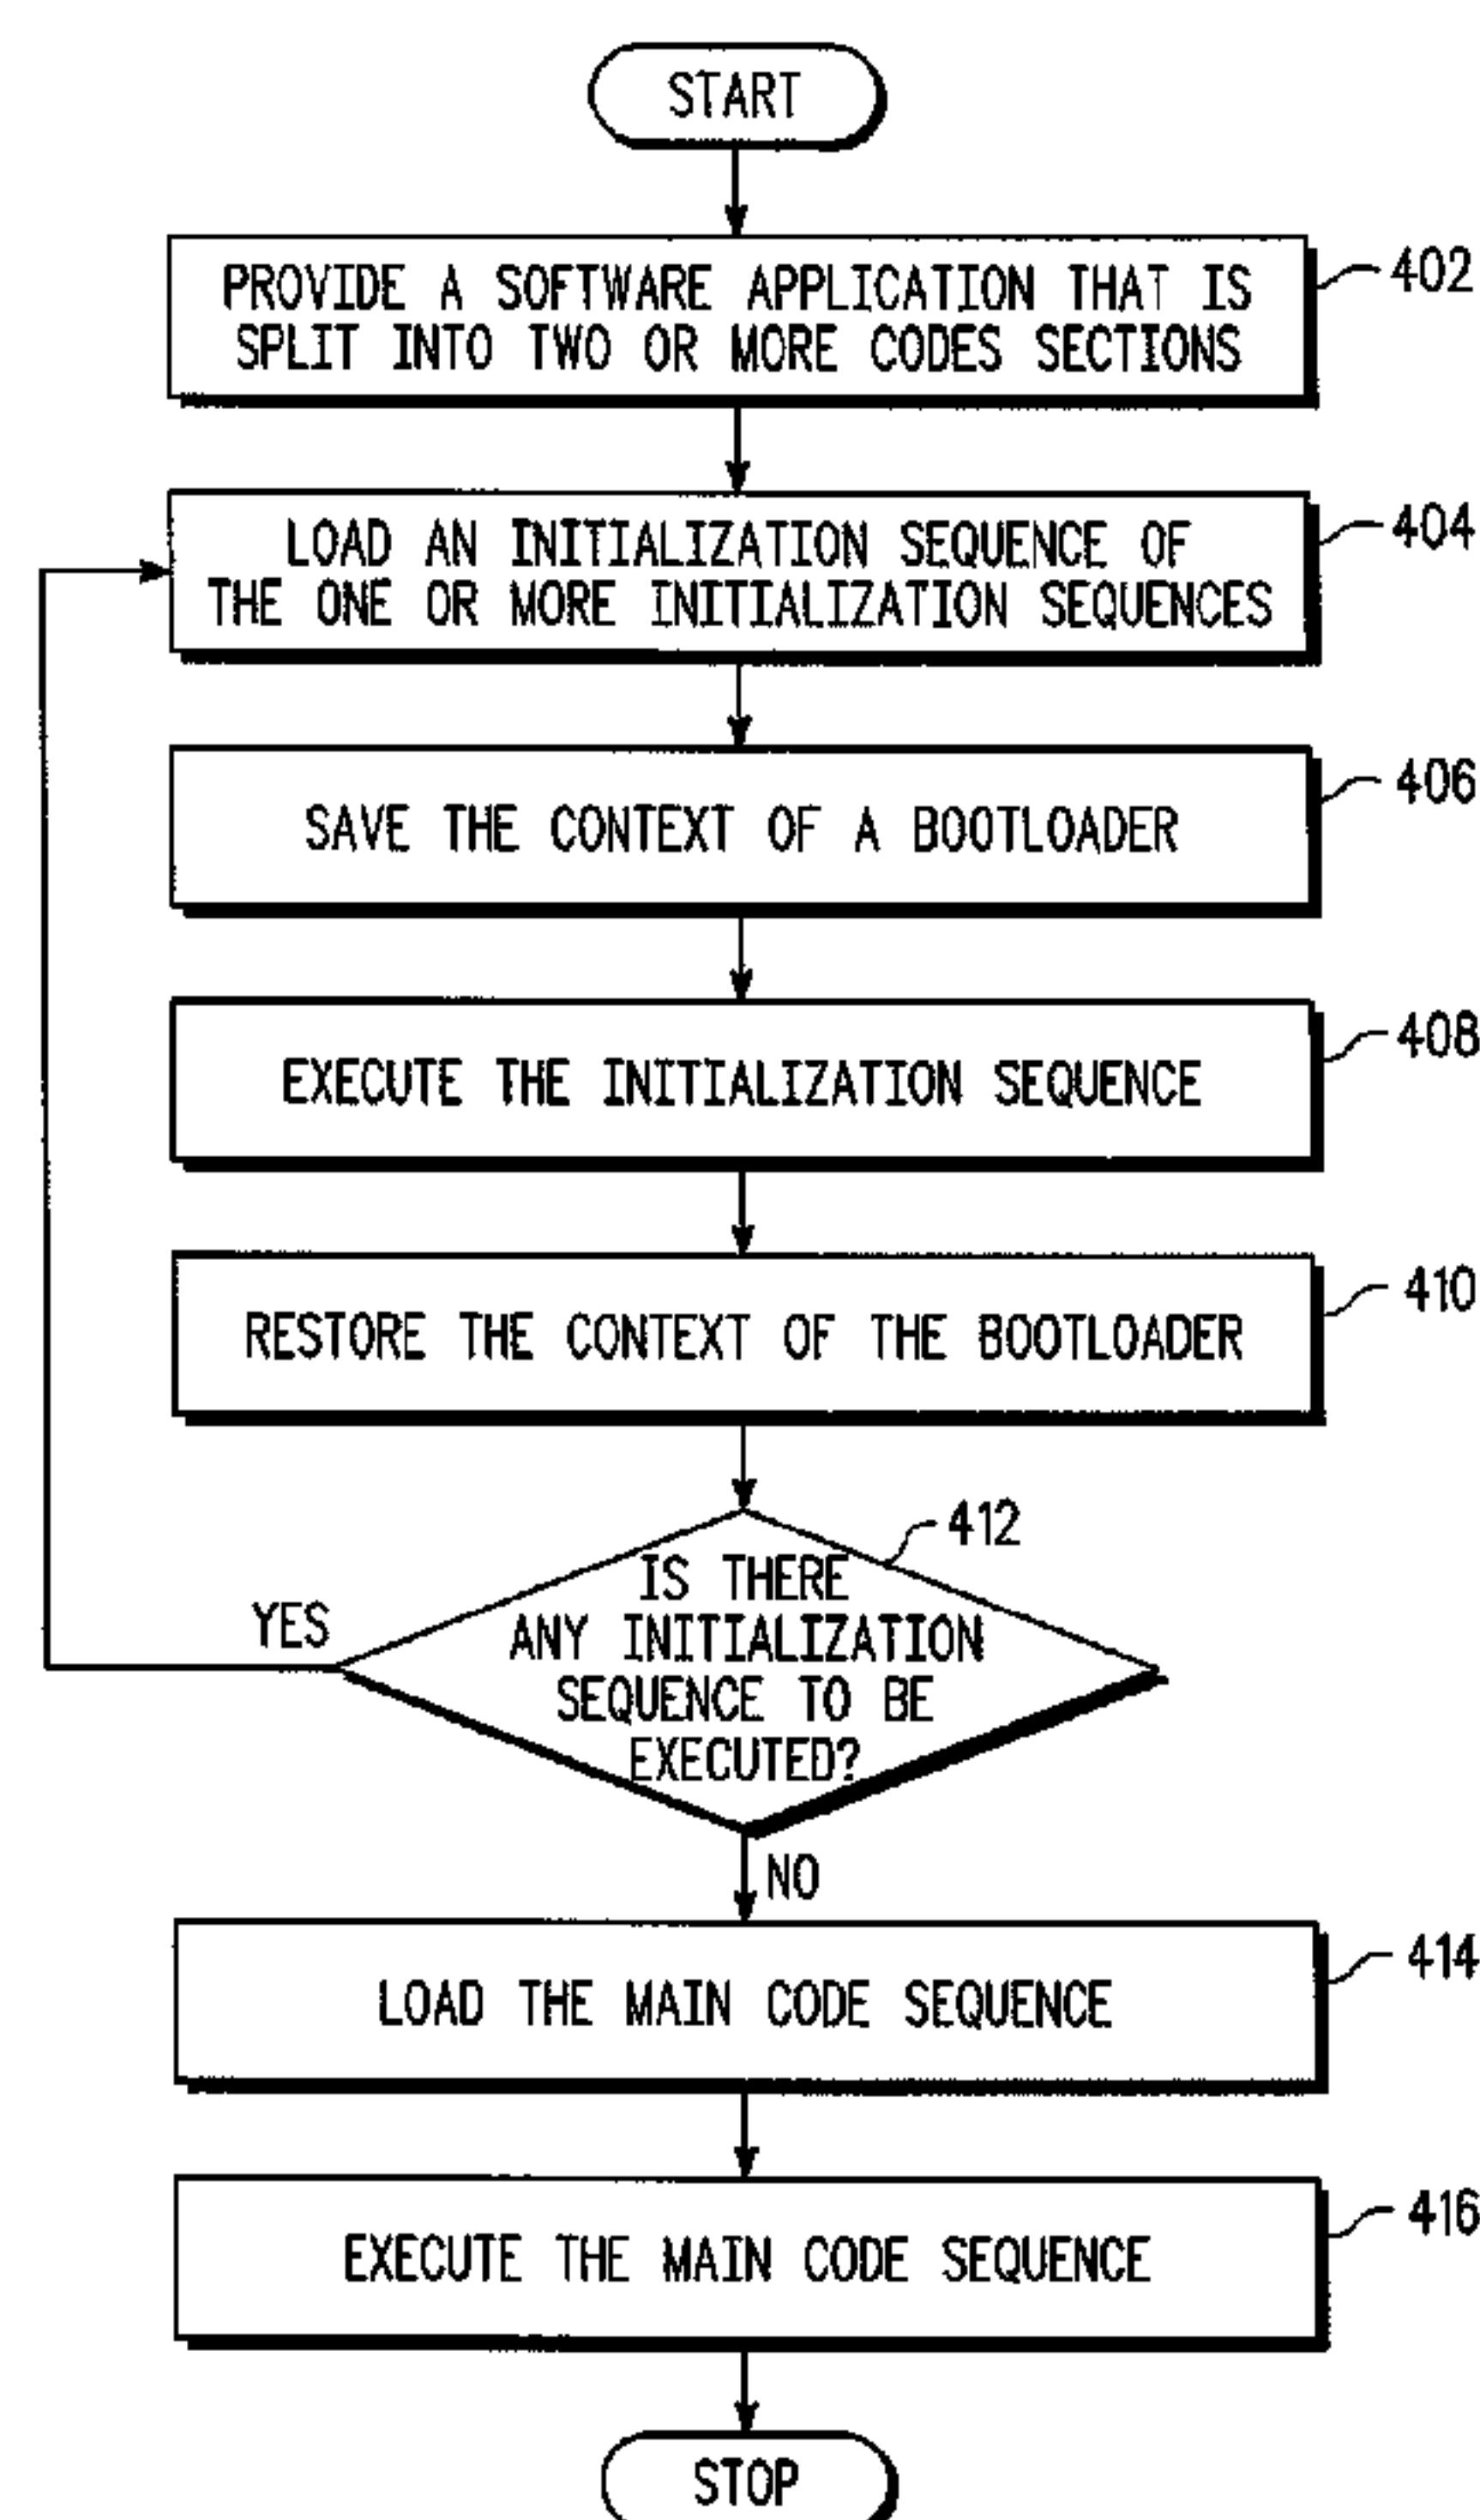 START
PROVIDE A SOFTWARE APPLICATION THAT IS
SPLIT INTO TWO OR MORE CODES SECTIONS
402
LOAD AN INITIALIZATION SEQUENCE OF
THE ONE OR MORE INITIALIZATION SEQUENCES
404
SAVE THE CONTEXT OF A BOOTLOADER
406
EXECUTE THE INITIALIZATION SEQUENCE
408
RESTORE THE CONTEXT OF THE BOOTLOADER
410
412
IS THERE
ANY INITIALIZATION
SEQUENCE TO BE
EXECUTED?
YES
NO
LOAD THE MAIN CODE SEQUENCE
414
EXECUTE THE MAIN CODE SEQUENCE
416
STOP